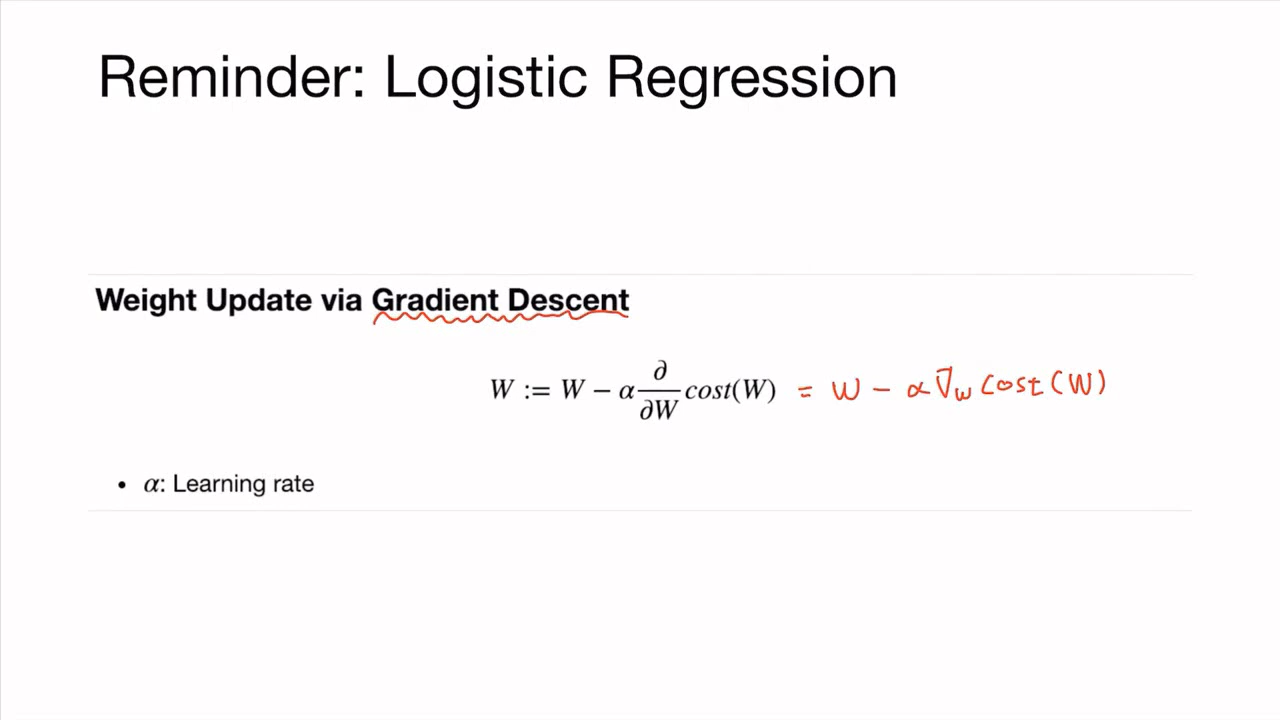 Reminder: Logistic Regression
Weight Update via Gradient Descent
W := W − α ∂/∂W cost(W) = W − α ∇_W Cost(W)
• α: Learning rate